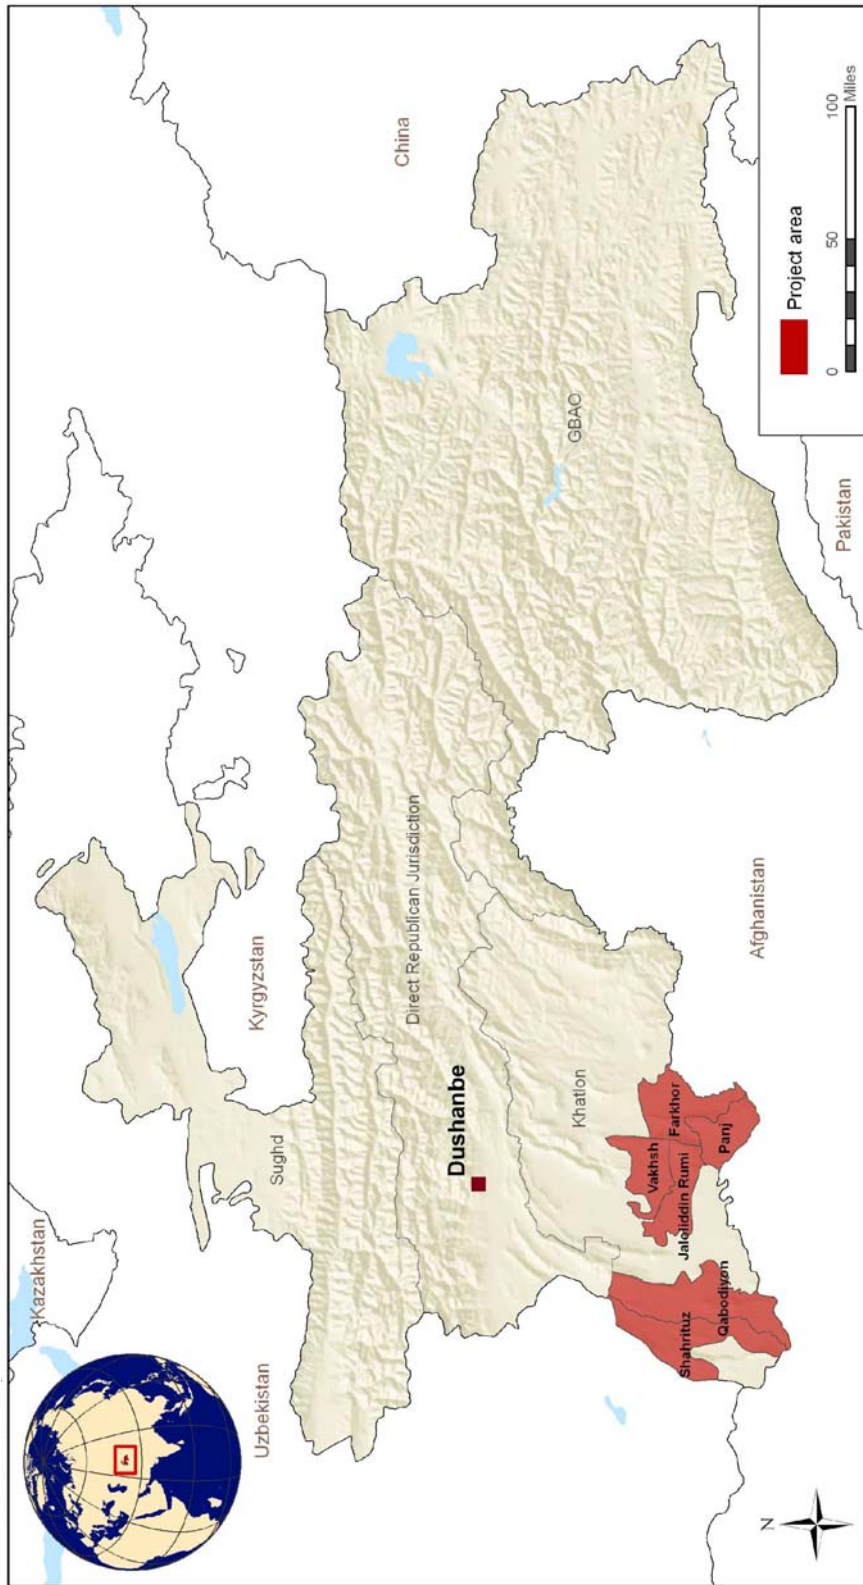 Kazakhstan
Uzbekistan
Kyrgyzstan
China
Sughd
Direct Republican Jurisdiction
Dushanbe
GBAO
Khatlon
Vakhsh
Farkhor
Jaloliddin Rumi
Panj
Shahrituz
Qabodiyon
Afghanistan
Pakistan
N
Project area
0 50 100
Miles